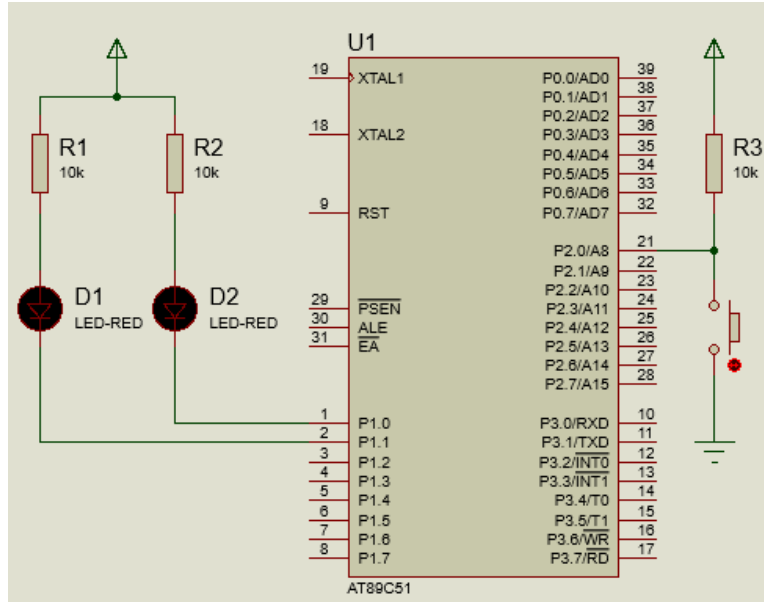 U1
19 XTAL1
18 XTAL2
9 RST
29 PSEN
30 ALE
31 EA
1 P1.0
2 P1.1
3 P1.2
4 P1.3
5 P1.4
6 P1.5
7 P1.6
8 P1.7
P0.0/AD0 39
P0.1/AD1 38
P0.2/AD2 37
P0.3/AD3 36
P0.4/AD4 35
P0.5/AD5 34
P0.6/AD6 33
P0.7/AD7 32
P2.0/A8 21
P2.1/A9 22
P2.2/A10 23
P2.3/A11 24
P2.4/A12 25
P2.5/A13 26
P2.6/A14 27
P2.7/A15 28
P3.0/RXD 10
P3.1/TXD 11
P3.2/INT0 12
P3.3/INT1 13
P3.4/T0 14
P3.5/T1 15
P3.6/WR 16
P3.7/RD 17
AT89C51
R1
10k
R2
10k
D1
LED-RED
D2
LED-RED
R3
10k